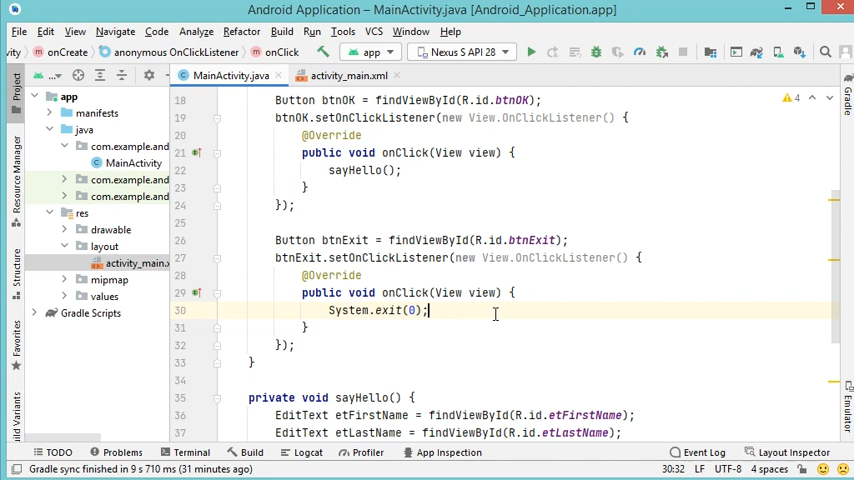 Android Application – MainActivity.java [Android_Application.app]
File Edit View Navigate Code Analyze Refactor Build Run Tools VCS Window Help
onCreate anonymous OnClickListener onClick app Nexus S API 28
Project MainActivity.java activity_main.xml Gradle
app
manifests
java
com.example.and
MainActivity
com.example.and
com.example.and
res
drawable
layout
activity_main.x
mipmap
values
Gradle Scripts
Resource Manager
Structure
Favorites
Build Variants
4
18 Button btnOK = findViewById(R.id.btnOK);
19 btnOK.setOnClickListener(new View.OnClickListener() {
20 @Override
21 public void onClick(View view) {
22 sayHello();
23 }
24 });
25
26 Button btnExit = findViewById(R.id.btnExit);
27 btnExit.setOnClickListener(new View.OnClickListener() {
28 @Override
29 public void onClick(View view) {
30 System.exit(0);
31 }
32 });
33 }
34
35 private void sayHello() {
36 EditText etFirstName = findViewById(R.id.etFirstName);
37 EditText etLastName = findViewById(R.id.etLastName);
Emulator
TODO Problems Terminal Build Logcat Profiler App Inspection Event Log Layout Inspector
Gradle sync finished in 9 s 710 ms (31 minutes ago) 30:32 LF UTF-8 4 spaces